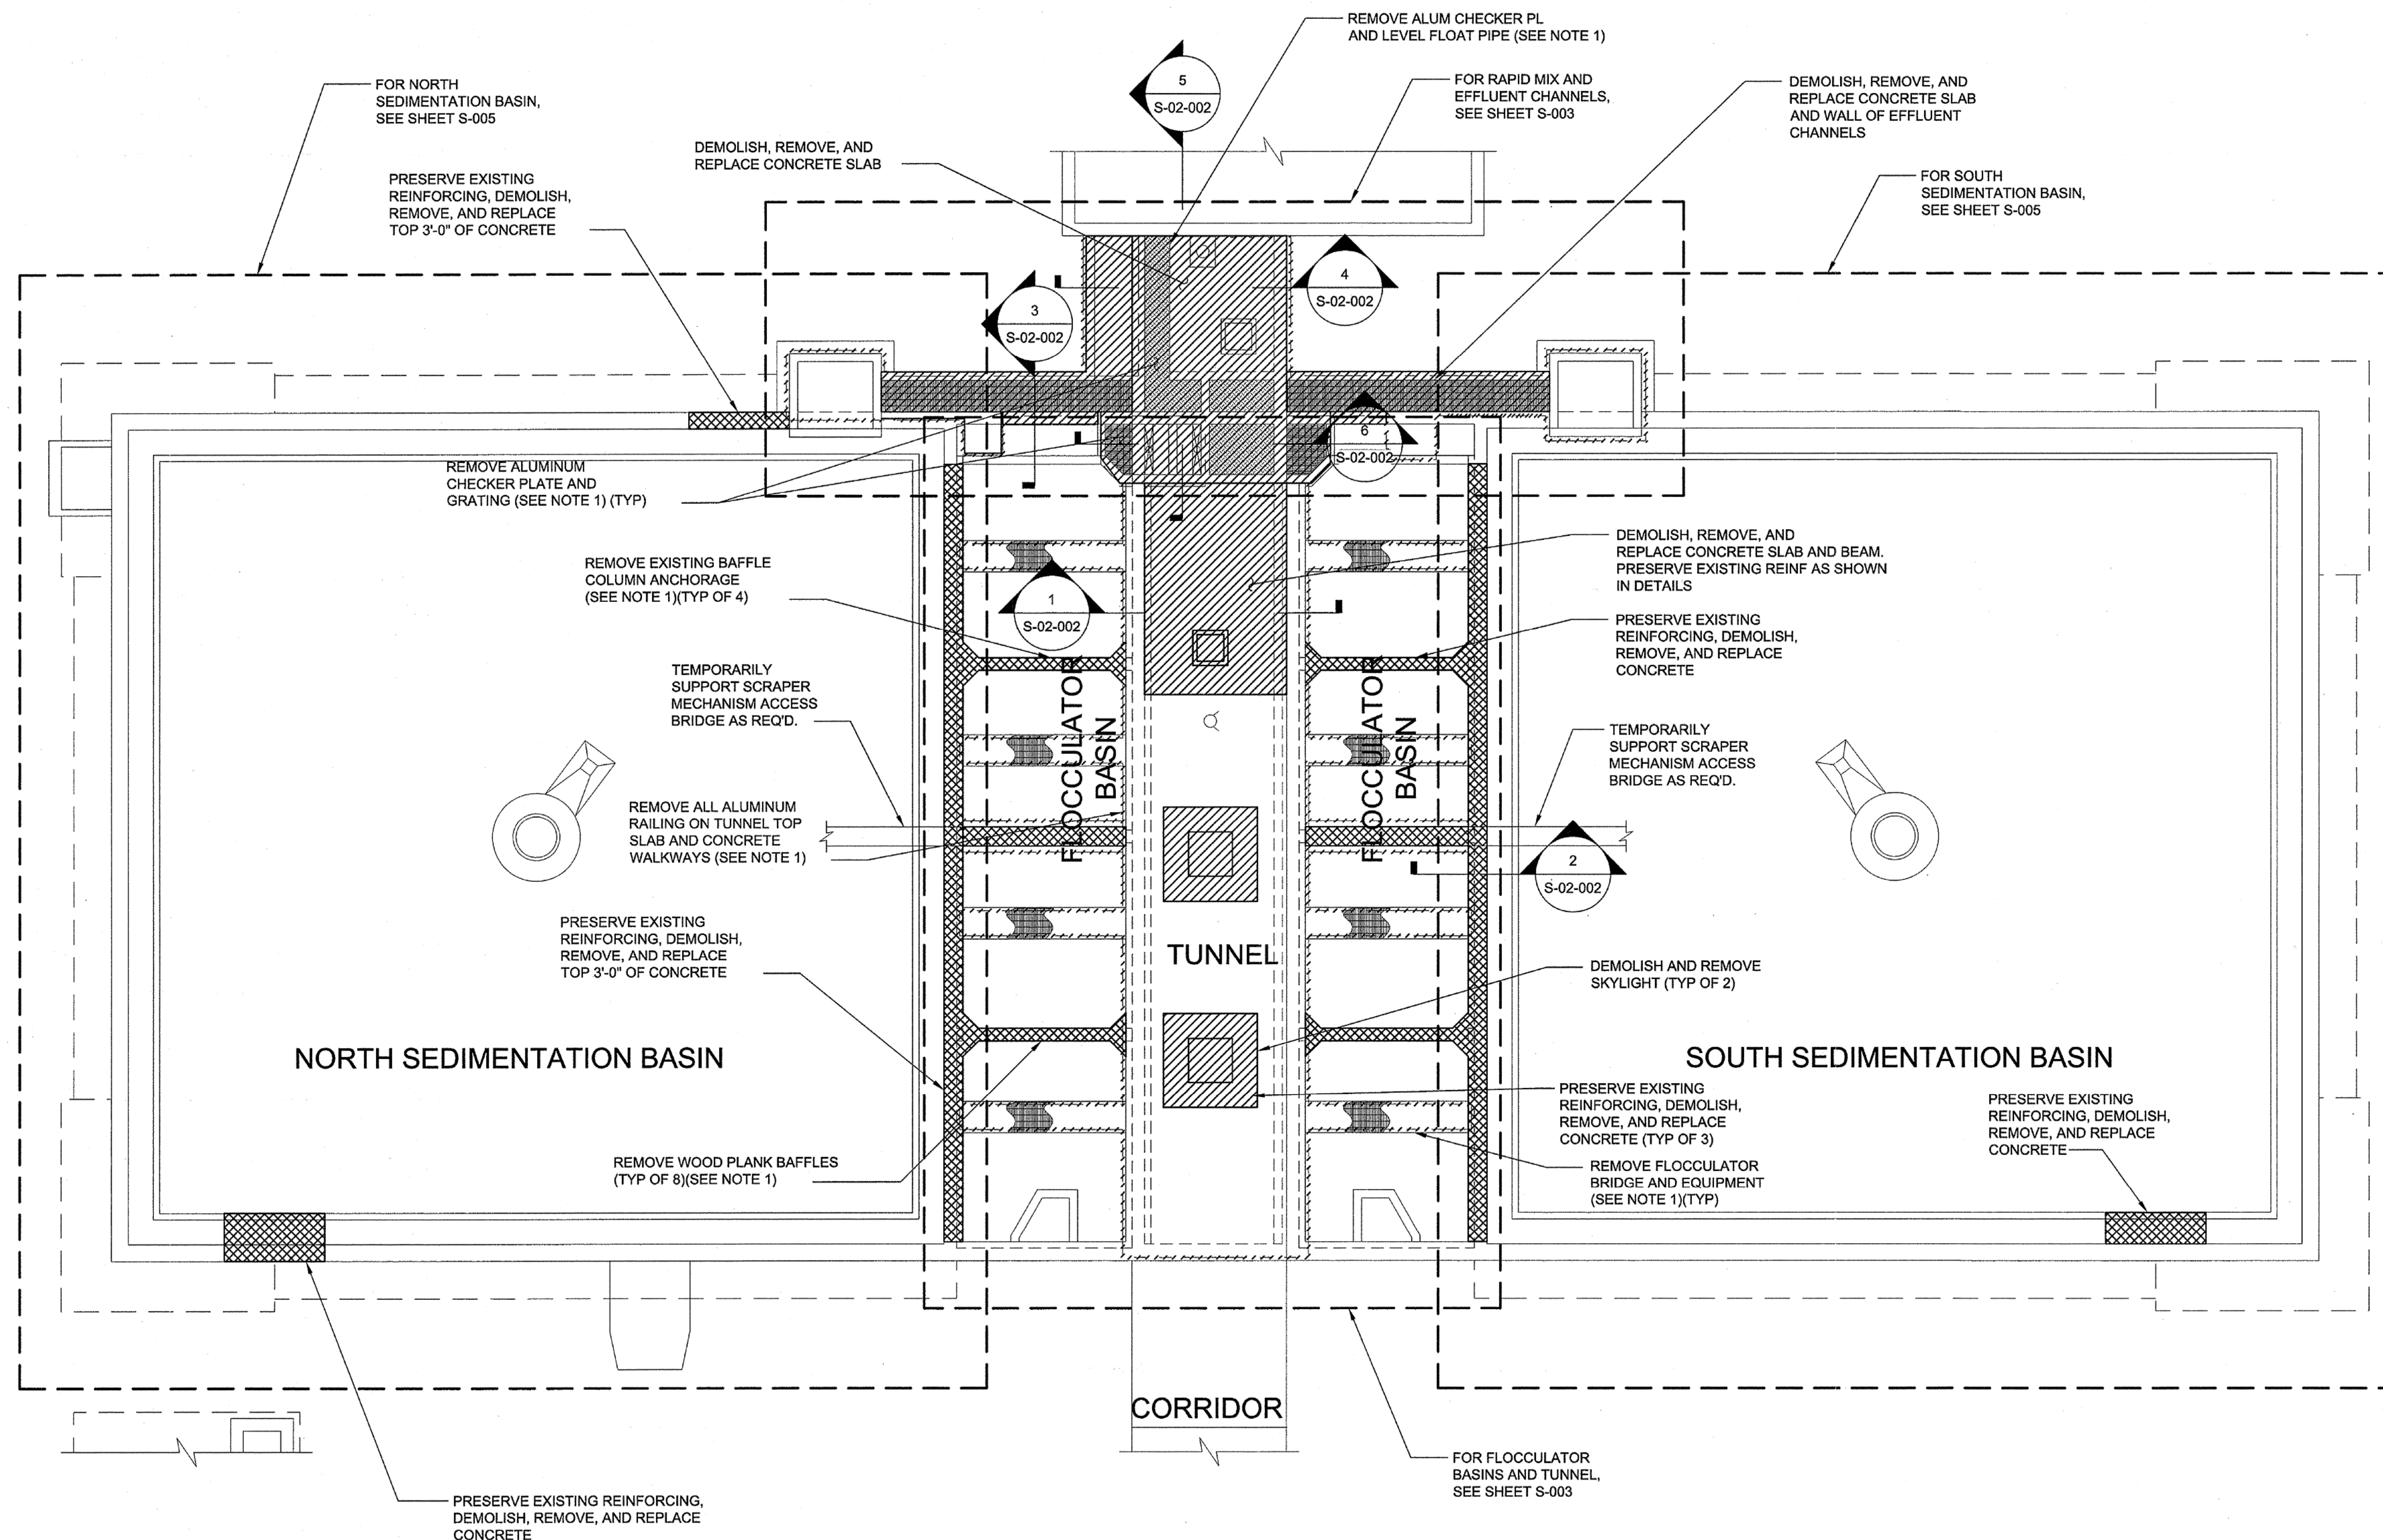 REMOVE ALUM CHECKER PL
AND LEVEL FLOAT PIPE (SEE NOTE 1)
FOR NORTH
SEDIMENTATION BASIN,
SEE SHEET S-005
5
S-02-002
FOR RAPID MIX AND
EFFLUENT CHANNELS,
SEE SHEET S-003
DEMOLISH, REMOVE, AND
REPLACE CONCRETE SLAB
AND WALL OF EFFLUENT
CHANNELS
DEMOLISH, REMOVE, AND
REPLACE CONCRETE SLAB
PRESERVE EXISTING
REINFORCING, DEMOLISH,
REMOVE, AND REPLACE
TOP 3'-0" OF CONCRETE
FOR SOUTH
SEDIMENTATION BASIN,
SEE SHEET S-005
3
S-02-002
4
S-02-002
6
S-02-002
REMOVE ALUMINUM
CHECKER PLATE AND
GRATING (SEE NOTE 1) (TYP)
DEMOLISH, REMOVE, AND
REPLACE CONCRETE SLAB AND BEAM.
PRESERVE EXISTING REINF AS SHOWN
IN DETAILS
REMOVE EXISTING BAFFLE
COLUMN ANCHORAGE
(SEE NOTE 1)(TYP OF 4)
1
S-02-002
PRESERVE EXISTING
REINFORCING, DEMOLISH,
REMOVE, AND REPLACE
CONCRETE
TEMPORARILY
SUPPORT SCRAPER
MECHANISM ACCESS
BRIDGE AS REQ'D.
FLOCCULATOR
BASIN
FLOCCULATOR
BASIN
TEMPORARILY
SUPPORT SCRAPER
MECHANISM ACCESS
BRIDGE AS REQ'D.
REMOVE ALL ALUMINUM
RAILING ON TUNNEL TOP
SLAB AND CONCRETE
WALKWAYS (SEE NOTE 1)
2
S-02-002
PRESERVE EXISTING
REINFORCING, DEMOLISH,
REMOVE, AND REPLACE
TOP 3'-0" OF CONCRETE
TUNNEL
DEMOLISH AND REMOVE
SKYLIGHT (TYP OF 2)
NORTH SEDIMENTATION BASIN
SOUTH SEDIMENTATION BASIN
PRESERVE EXISTING
REINFORCING, DEMOLISH,
REMOVE, AND REPLACE
CONCRETE (TYP OF 3)
PRESERVE EXISTING
REINFORCING, DEMOLISH,
REMOVE, AND REPLACE
CONCRETE
REMOVE WOOD PLANK BAFFLES
(TYP OF 8)(SEE NOTE 1)
REMOVE FLOCCULATOR
BRIDGE AND EQUIPMENT
(SEE NOTE 1)(TYP)
CORRIDOR
FOR FLOCCULATOR
BASINS AND TUNNEL,
SEE SHEET S-003
PRESERVE EXISTING REINFORCING,
DEMOLISH, REMOVE, AND REPLACE
CONCRETE